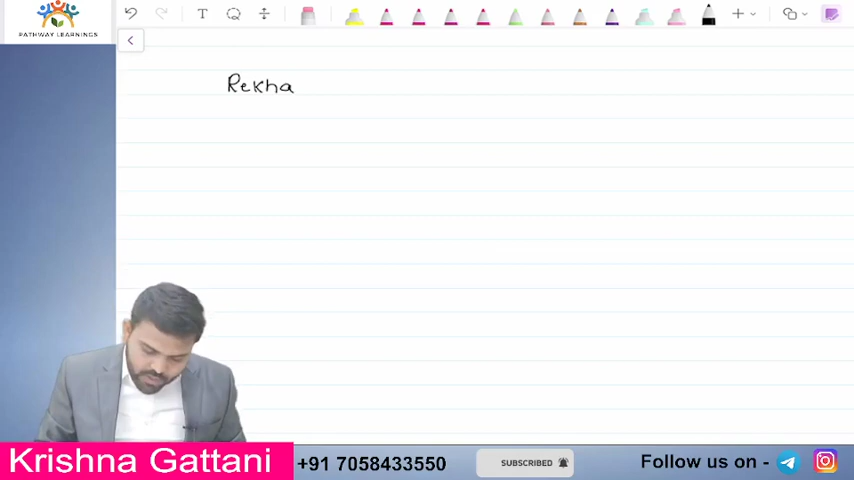 PATHWAY LEARNINGS
T
Rekha
Krishna Gattani
+91 7058433550
SUBSCRIBED
Follow us on -